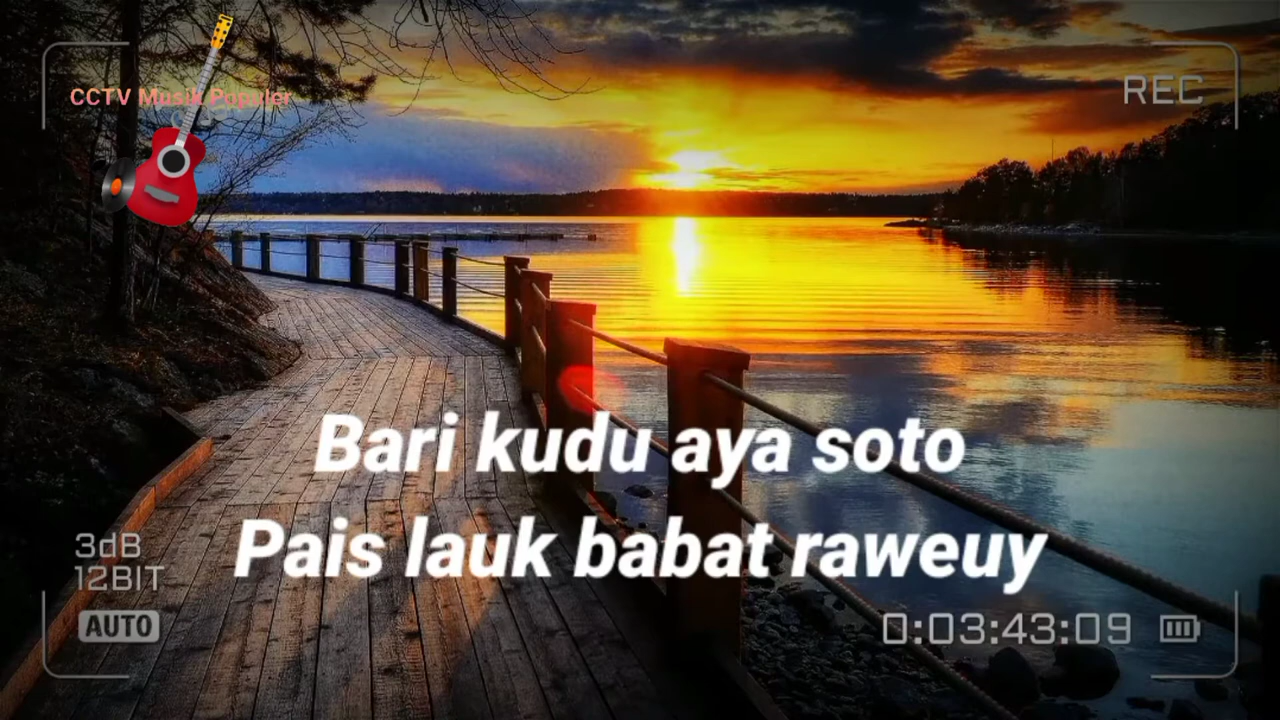 CCTV Musik Populer
REC
Bari kudu aya soto
Pais lauk babat raweuy
3dB
12BIT
AUTO
0:03:43:09